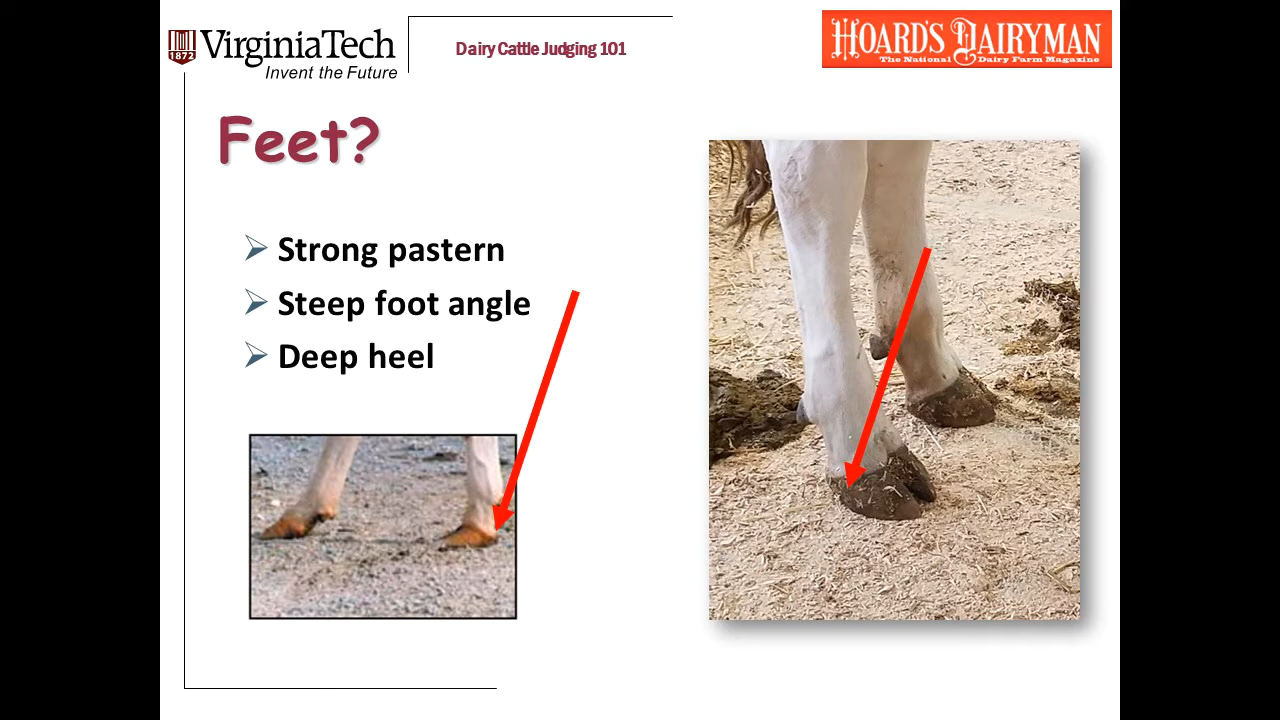 VirginiaTech
1872
Invent the Future
Dairy Cattle Judging 101
HOARD'S DAIRYMAN
The National Dairy Farm Magazine
Feet?
Strong pastern
Steep foot angle
Deep heel